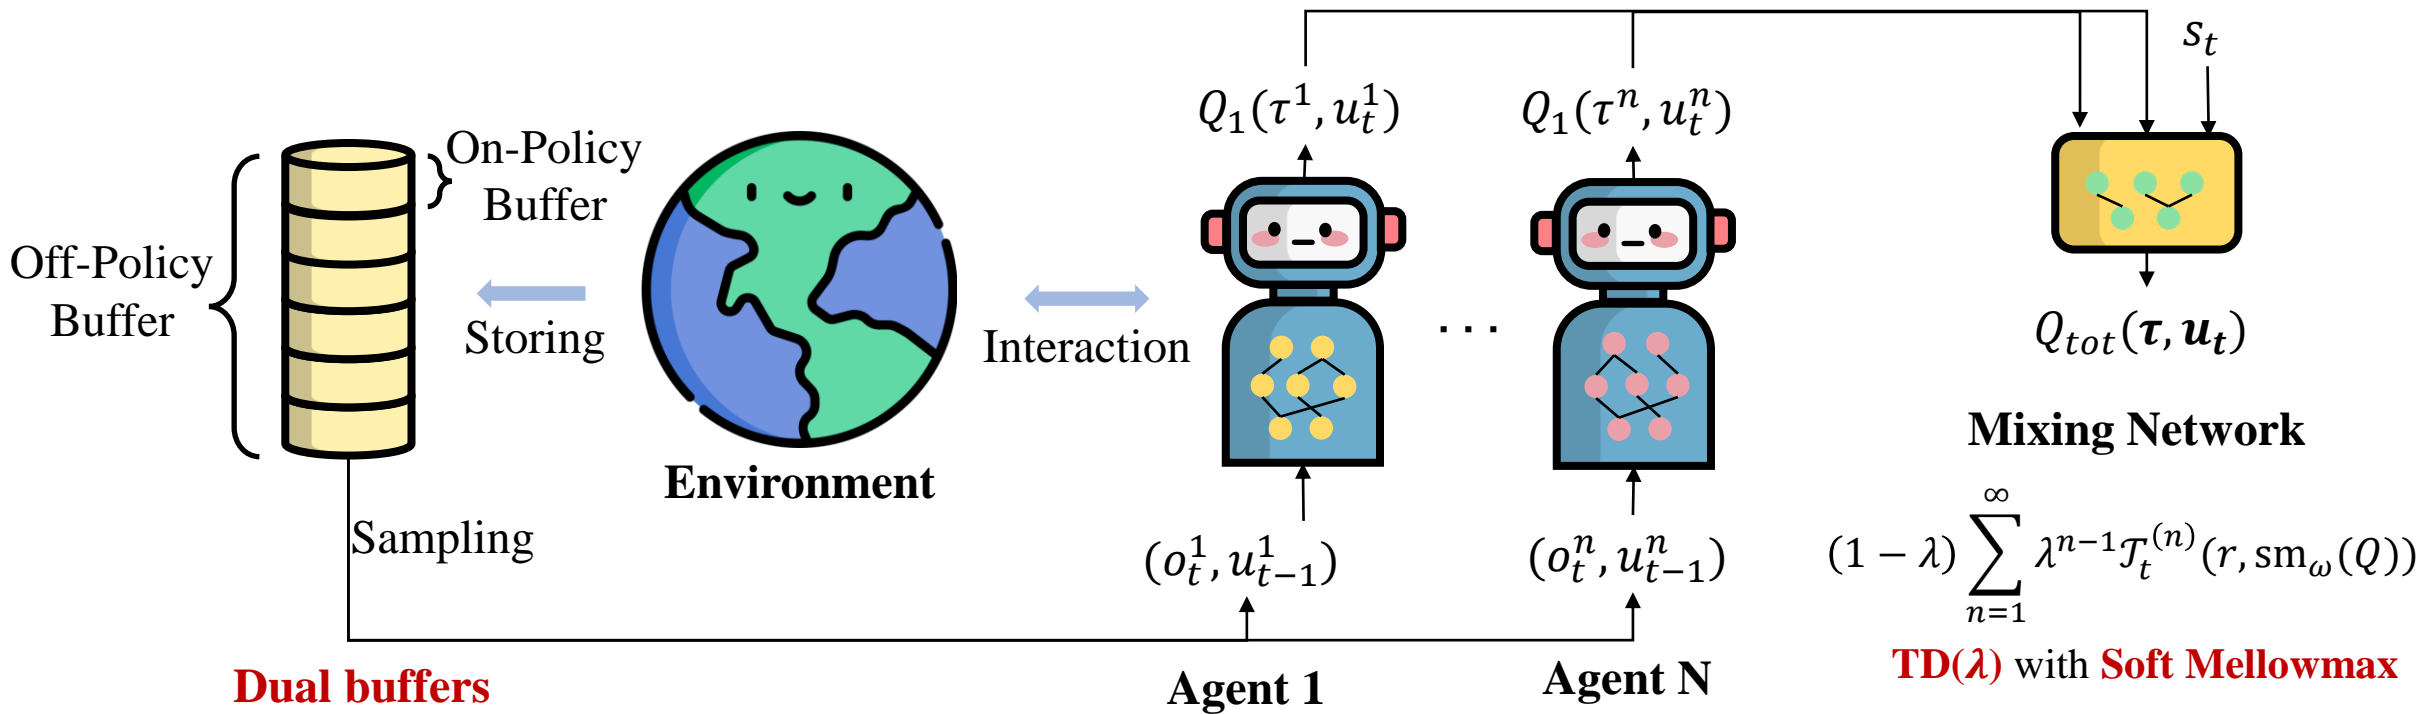 On-Policy
Buffer
Off-Policy
Buffer
Storing
Environment
Interaction
Sampling
Dual buffers
Q_1(τ^1, u_t^1)
Q_1(τ^n, u_t^n)
s_t
. . .
(o_t^1, u_{t-1}^1)
(o_t^n, u_{t-1}^n)
Agent 1
Agent N
Q_{tot}(τ, u_t)
Mixing Network
(1 − λ) ∑_{n=1}^{∞} λ^{n−1} 𝒯_t^{(n)}(r, sm_ω(Q))
TD(λ) with Soft Mellowmax